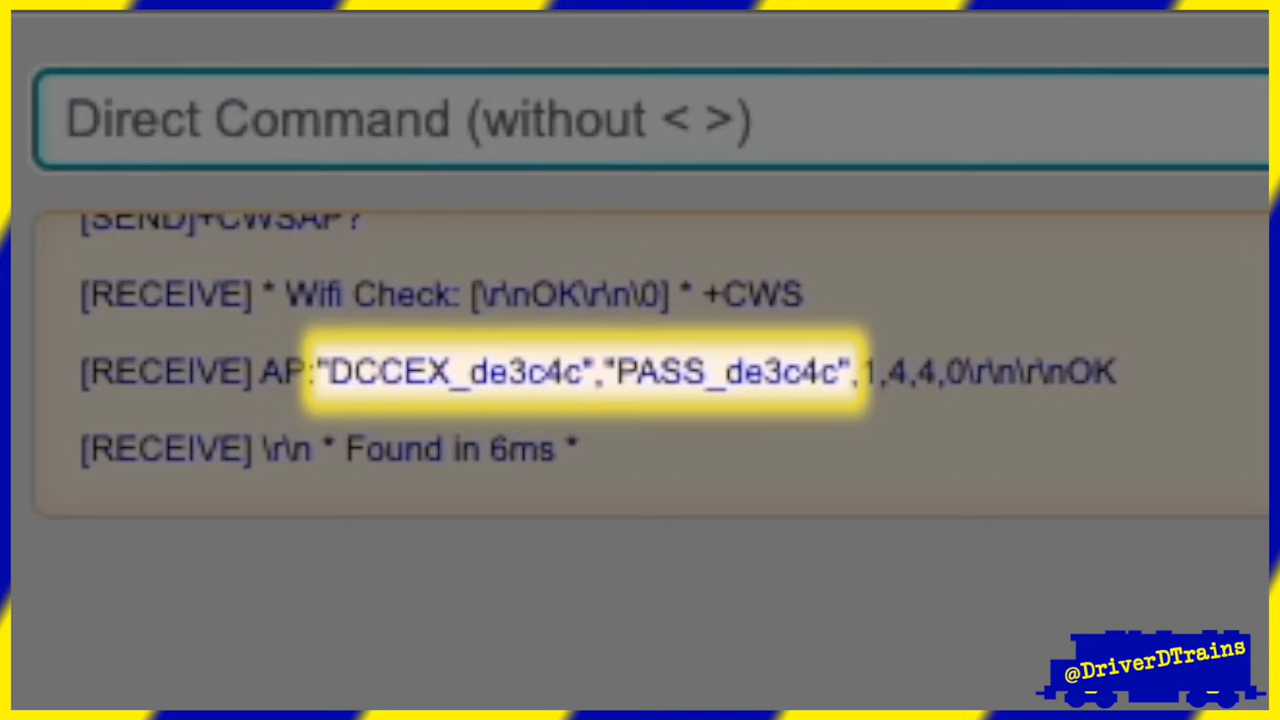 Direct Command (without < >)
[SEND]+CWSAP?
[RECEIVE] * Wifi Check: [\r\nOK\r\n\0] * +CWS
[RECEIVE] AP:"DCCEX_de3c4c","PASS_de3c4c",1,4,4,0\r\n\r\nOK
[RECEIVE] \r\n * Found in 6ms *
@DriverDTrains